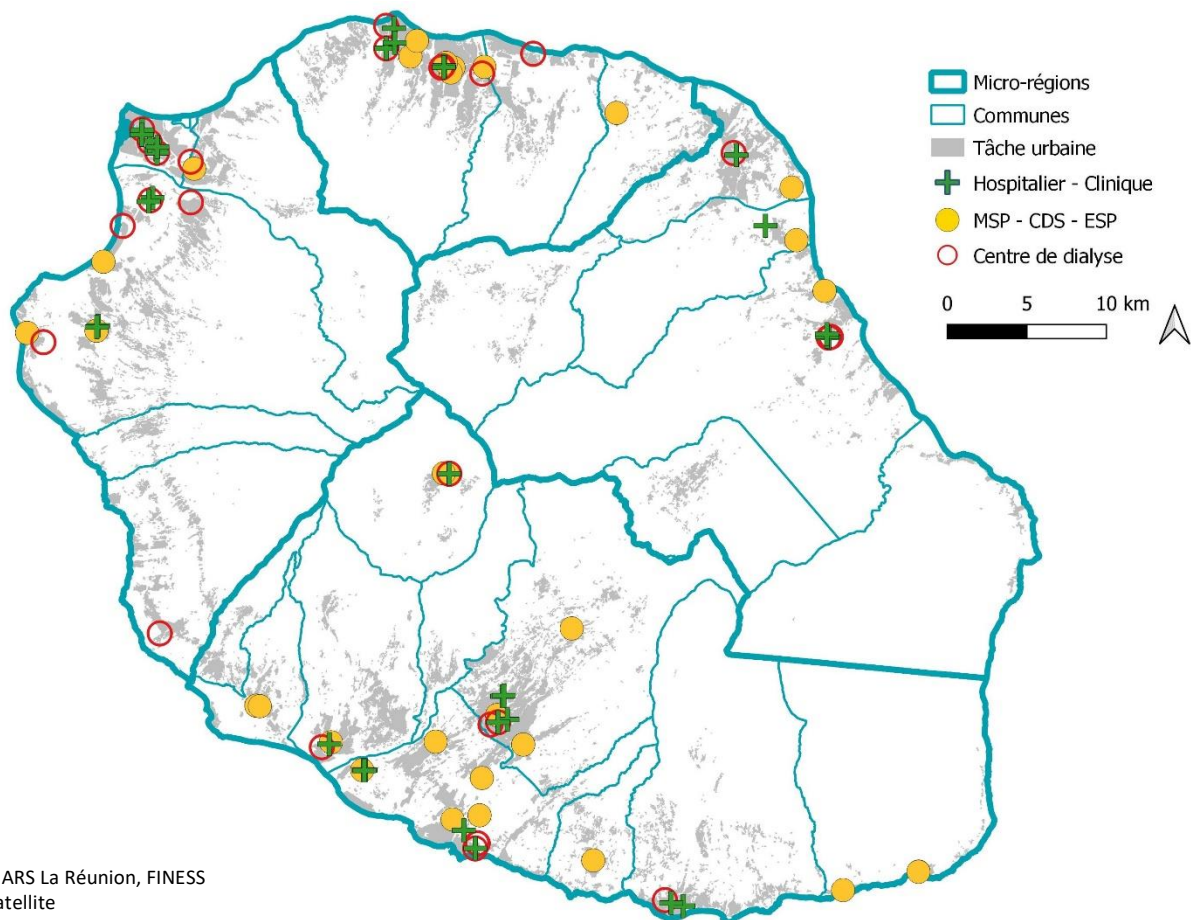 Micro-régions
Communes
Tâche urbaine
Hospitalier - Clinique
MSP - CDS - ESP
Centre de dialyse
0 5 10 km
ARS La Réunion, FINESS
atellite